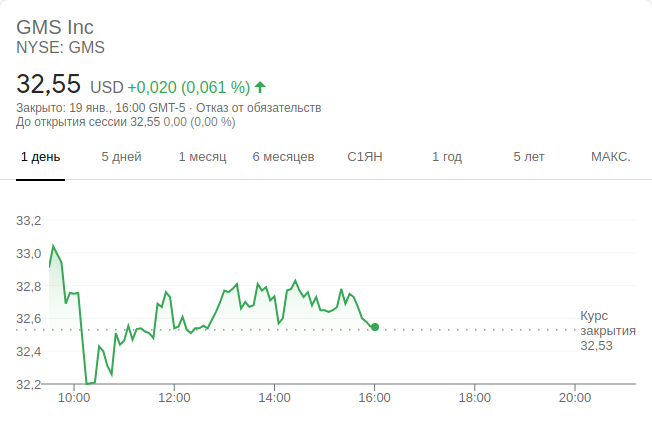 GMS Inc
NYSE: GMS
32,55 USD +0,020 (0,061 %)
Закрыто: 19 янв., 16:00 GMT-5 · Отказ от обязательств
До открытия сессии 32,55 0,00 (0,00 %)
1 день 5 дней 1 месяц 6 месяцев С1ЯН 1 год 5 лет МАКС.
33,2
33,0
32,8
32,6
Курс
закрытия
32,53
32,4
32,2
10:00 12:00 14:00 16:00 18:00 20:00